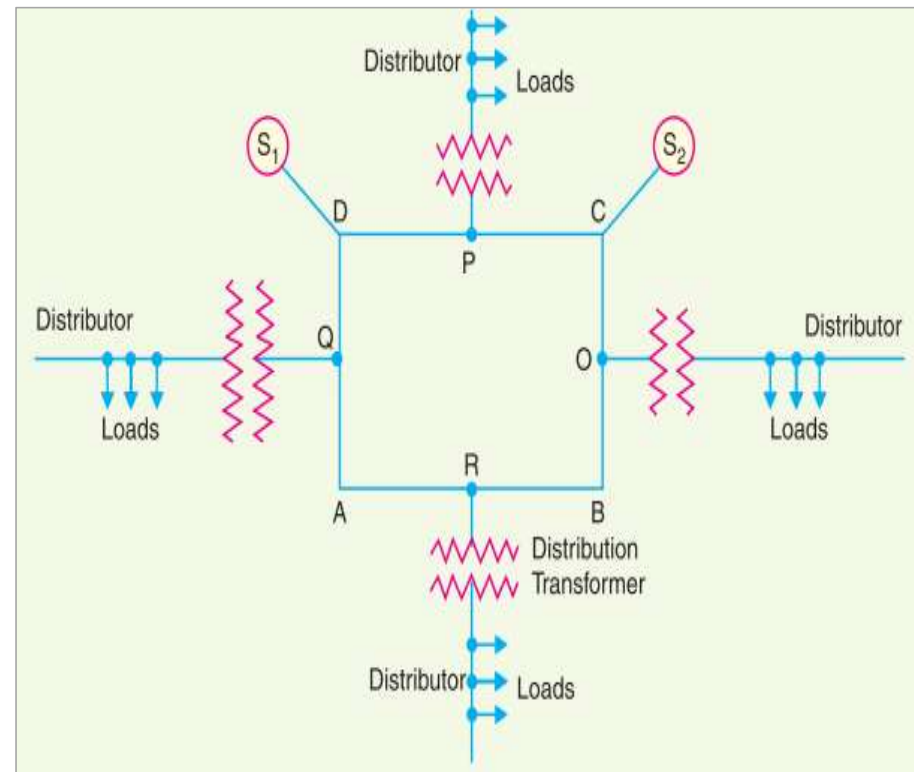 Distributor
Loads
S1
S2
D
C
P
Distributor
Distributor
Q
O
Loads
Loads
R
A
B
Distribution
Transformer
Distributor
Loads